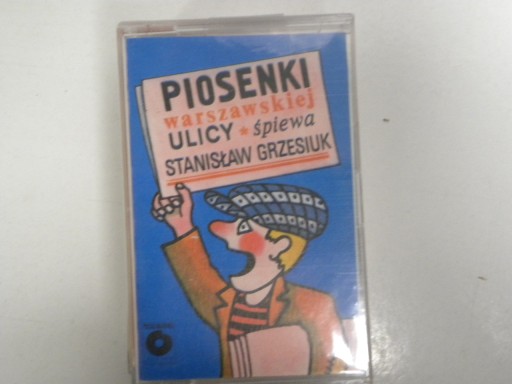 PIOSENKI
warszawskiej
ULICY * śpiewa
STANISŁAW GRZESIUK